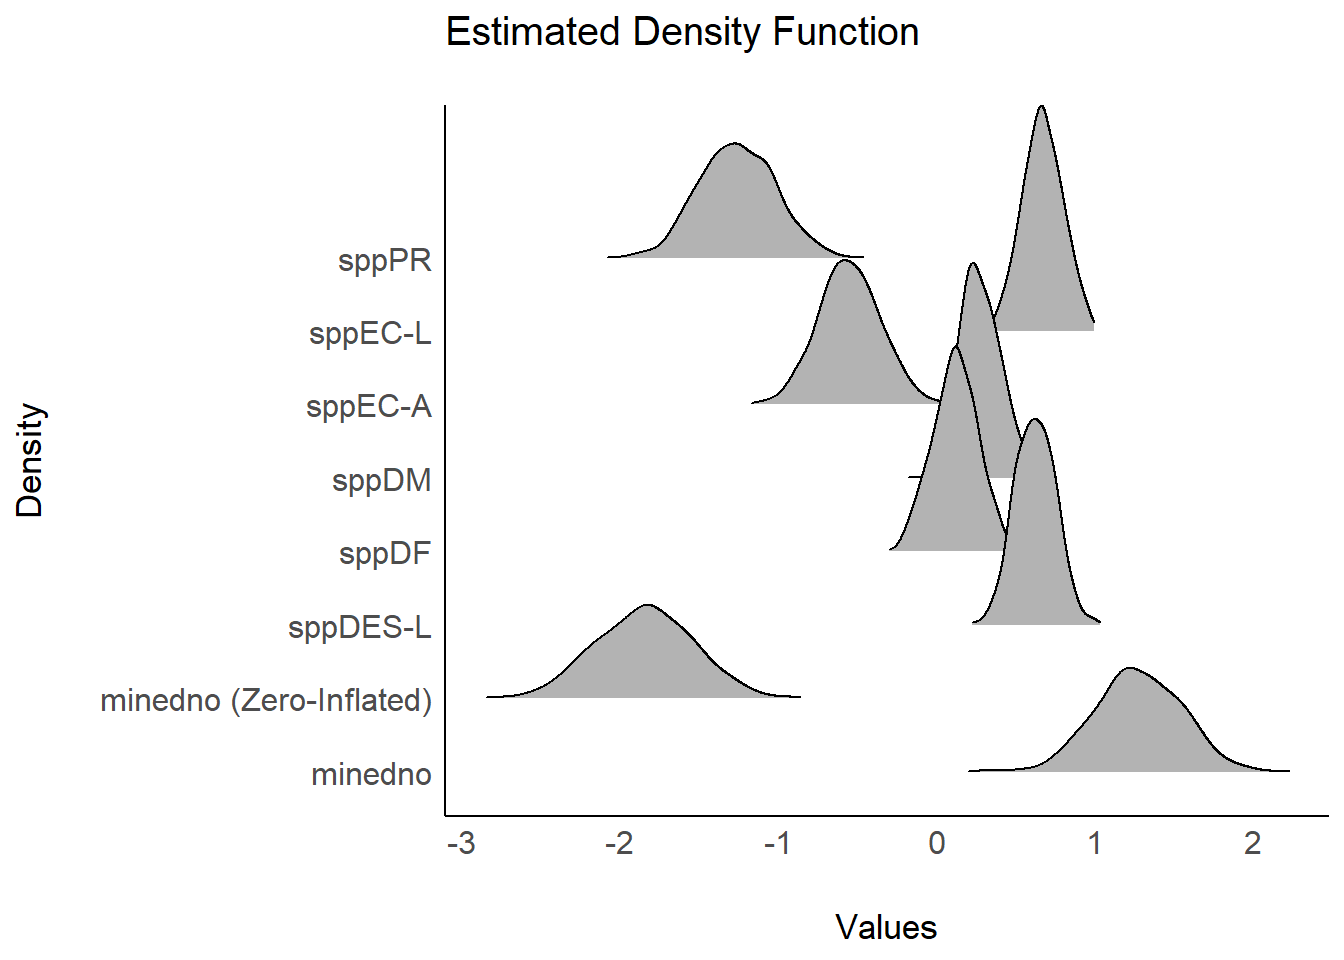 Estimated Density Function
Density
sppPR
sppEC-L
sppEC-A
sppDM
sppDF
sppDES-L
minedno (Zero-Inflated)
minedno
-3 -2 -1 0 1 2
Values